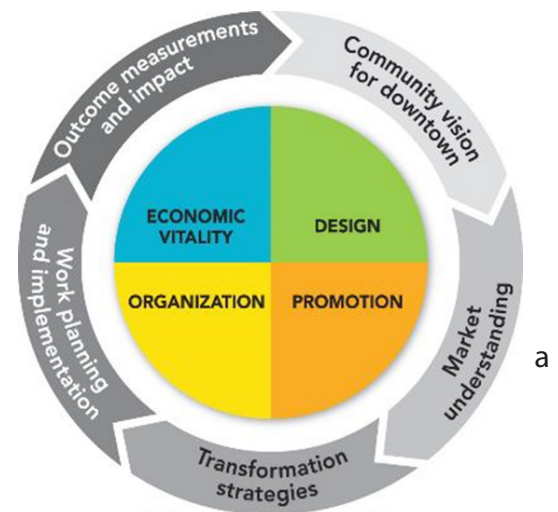 Outcome measurements
and impact
Community vision
for downtown
ECONOMIC
VITALITY
DESIGN
ORGANIZATION
PROMOTION
Market
understanding
Work planning
and implementation
Transformation
strategies
a